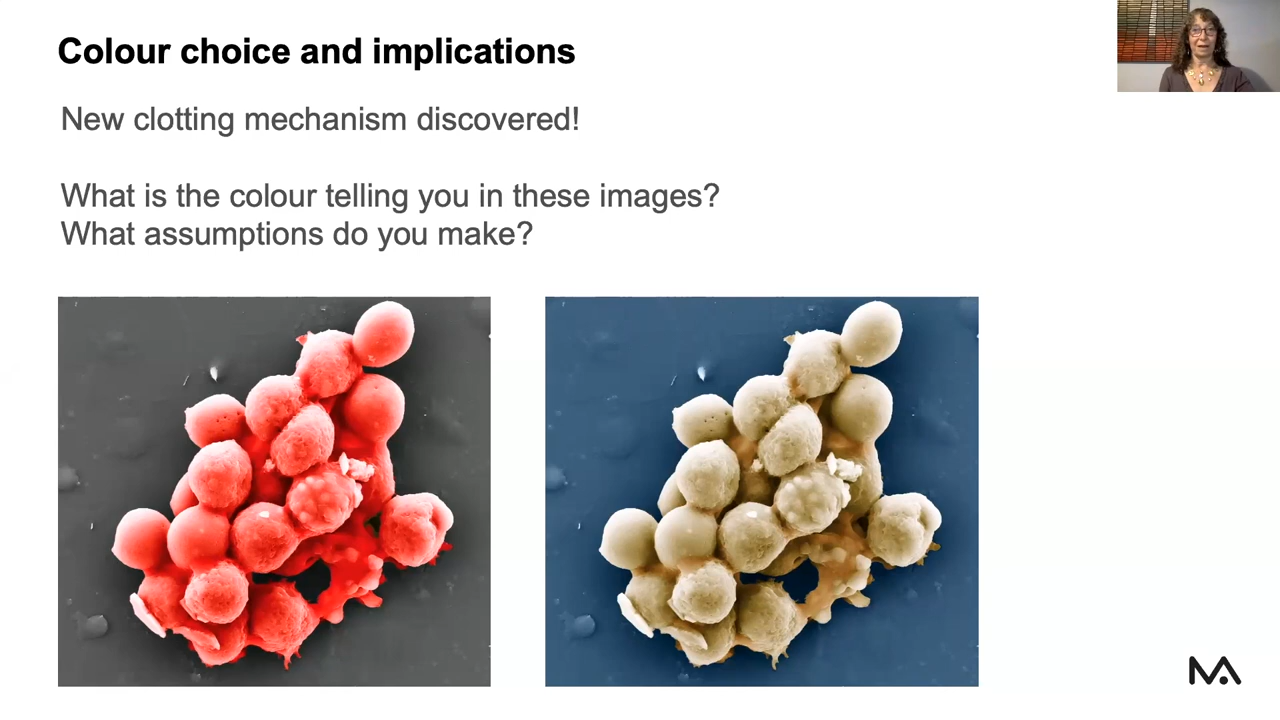 Colour choice and implications
New clotting mechanism discovered!
What is the colour telling you in these images?
What assumptions do you make?
MA.